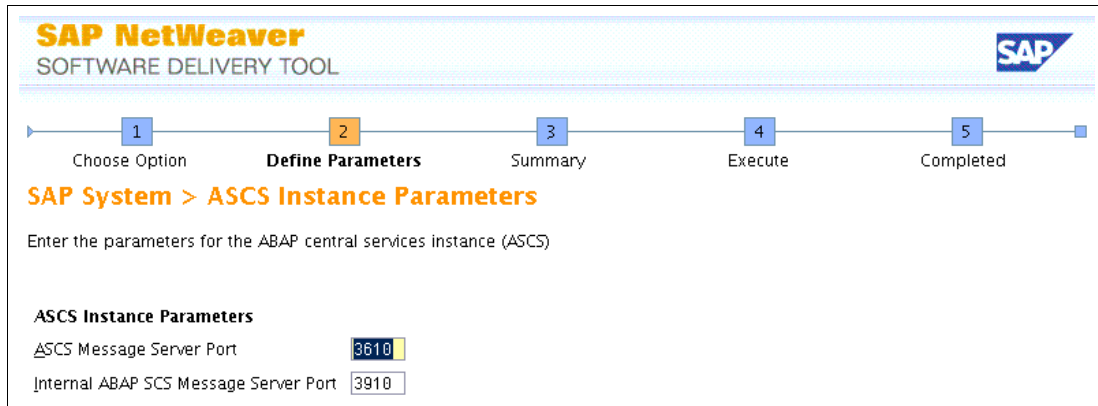 SAP NetWeaver
SOFTWARE DELIVERY TOOL
SAP
1 2 3 4 5
Choose Option Define Parameters Summary Execute Completed
SAP System > ASCS Instance Parameters
Enter the parameters for the ABAP central services instance (ASCS)
ASCS Instance Parameters
ASCS Message Server Port 3610
Internal ABAP SCS Message Server Port 3910